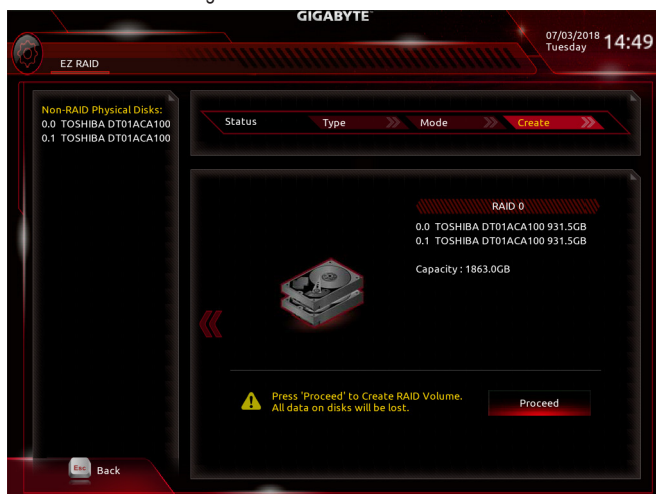 GIGABYTE™
07/03/2018
Tuesday
14:49
EZ RAID
Non-RAID Physical Disks:
0.0 TOSHIBA DT01ACA100
0.1 TOSHIBA DT01ACA100
Status Type Mode Create
RAID 0
0.0 TOSHIBA DT01ACA100 931.5GB
0.1 TOSHIBA DT01ACA100 931.5GB
Capacity : 1863.0GB
Press 'Proceed' to Create RAID Volume.
All data on disks will be lost.
Proceed
Esc Back